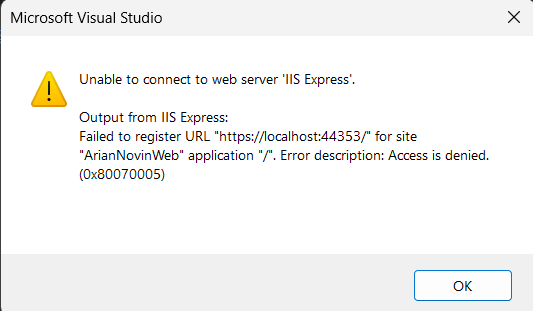 Microsoft Visual Studio
Unable to connect to web server 'IIS Express'.
Output from IIS Express:
Failed to register URL "https://localhost:44353/" for site
"ArianNovinWeb" application "/". Error description: Access is denied.
(0x80070005)
OK